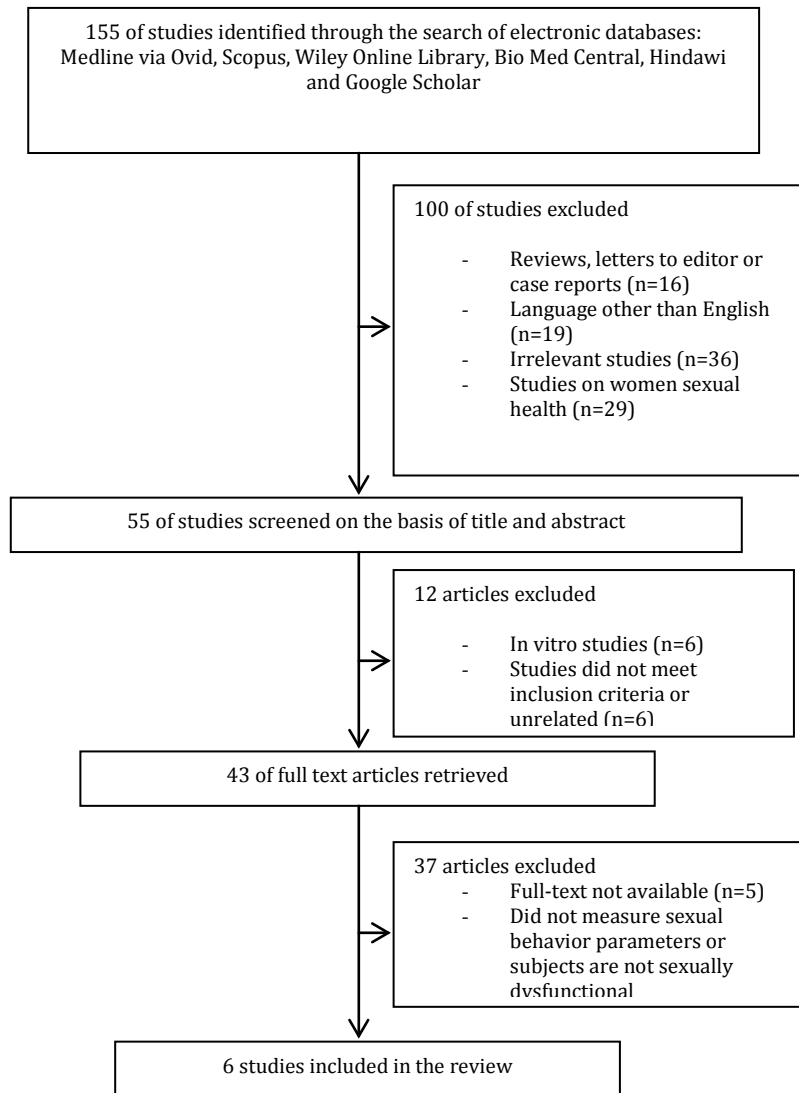 155 of studies identified through the search of electronic databases:
Medline via Ovid, Scopus, Wiley Online Library, Bio Med Central, Hindawi
and Google Scholar
100 of studies excluded
- Reviews, letters to editor or
case reports (n=16)
- Language other than English
(n=19)
- Irrelevant studies (n=36)
- Studies on women sexual
health (n=29)
55 of studies screened on the basis of title and abstract
12 articles excluded
- In vitro studies (n=6)
- Studies did not meet
inclusion criteria or
unrelated (n=6)
43 of full text articles retrieved
37 articles excluded
- Full-text not available (n=5)
- Did not measure sexual
behavior parameters or
subjects are not sexually
dysfunctional
6 studies included in the review